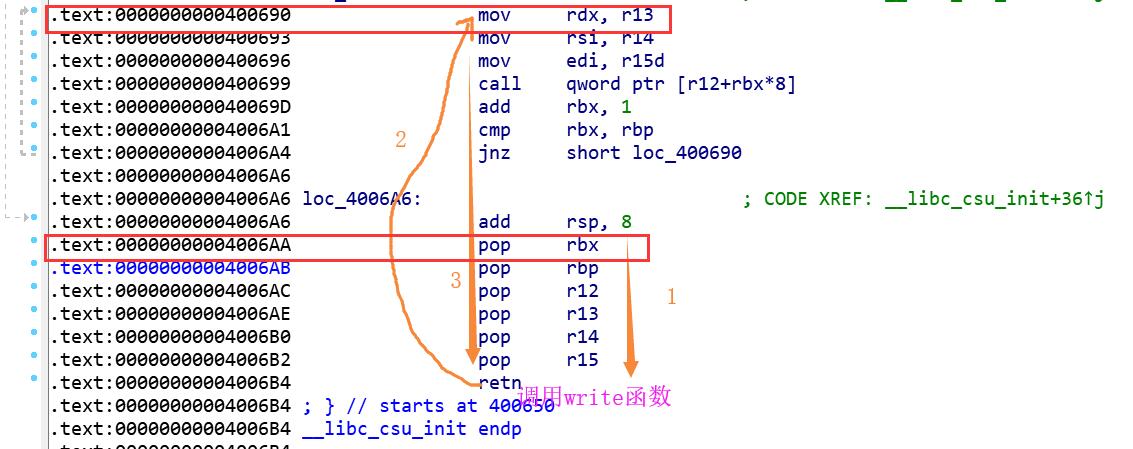 .text:0000000000400690 mov rdx, r13
.text:0000000000400693 mov rsi, r14
.text:0000000000400696 mov edi, r15d
.text:0000000000400699 call qword ptr [r12+rbx*8]
.text:000000000040069D add rbx, 1
.text:00000000004006A1 cmp rbx, rbp
.text:00000000004006A4 jnz short loc_400690
.text:00000000004006A6
.text:00000000004006A6 loc_4006A6: ; CODE XREF: __libc_csu_init+36↑j
.text:00000000004006A6 add rsp, 8
.text:00000000004006AA pop rbx
.text:00000000004006AB pop rbp
.text:00000000004006AC pop r12
.text:00000000004006AE pop r13
.text:00000000004006B0 pop r14
.text:00000000004006B2 pop r15
.text:00000000004006B4 retn
调用write函数
.text:00000000004006B4 ; } // starts at 400650
.text:00000000004006B4 __libc_csu_init endp
2
3
1